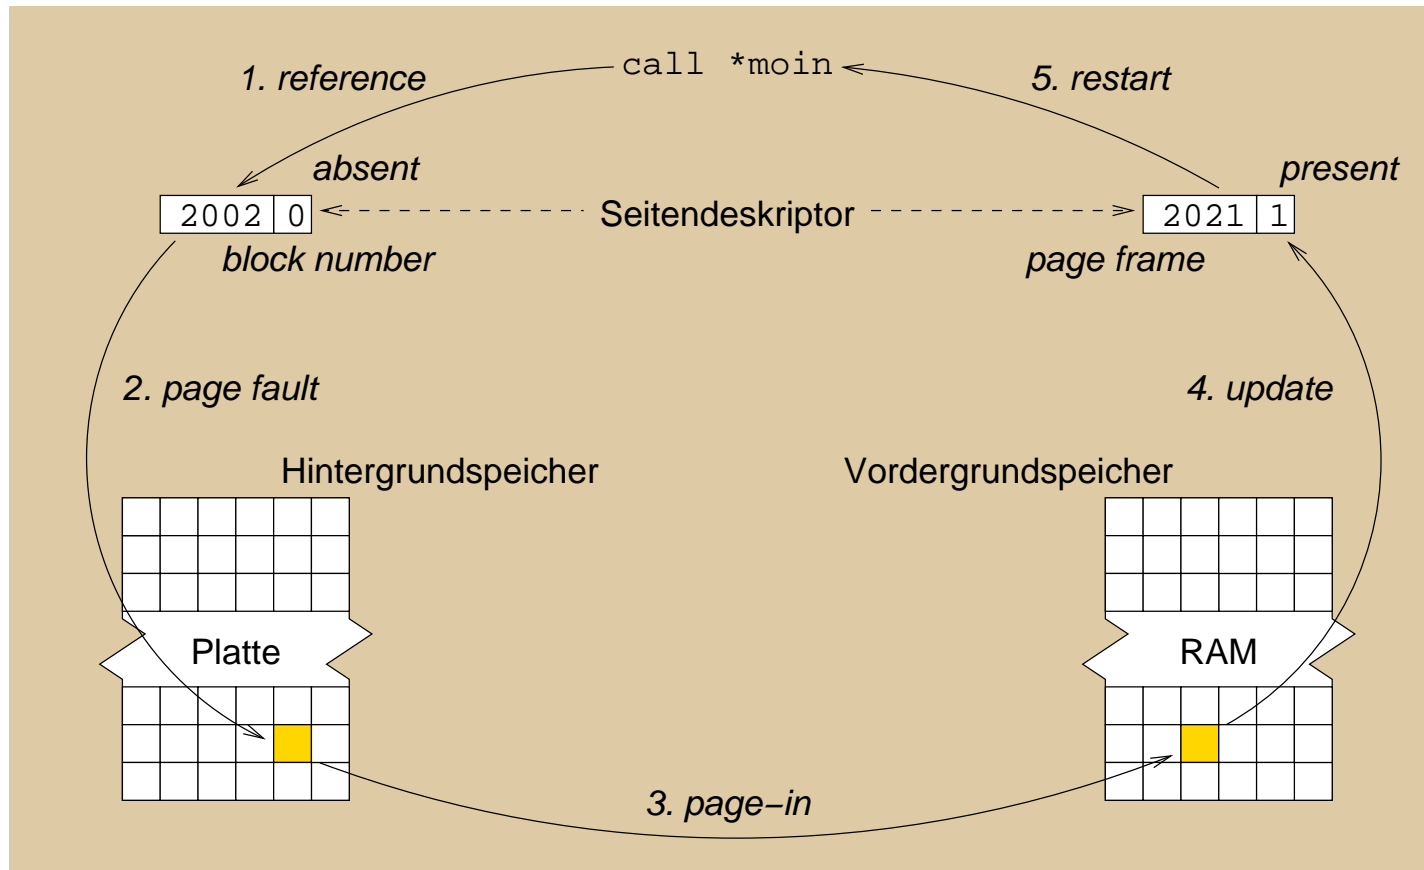 call *moin
1. reference
5. restart
absent
present
2002 0
Seitendeskriptor
2021 1
block number
page frame
2. page fault
4. update
Hintergrundspeicher
Vordergrundspeicher
Platte
RAM
3. page−in